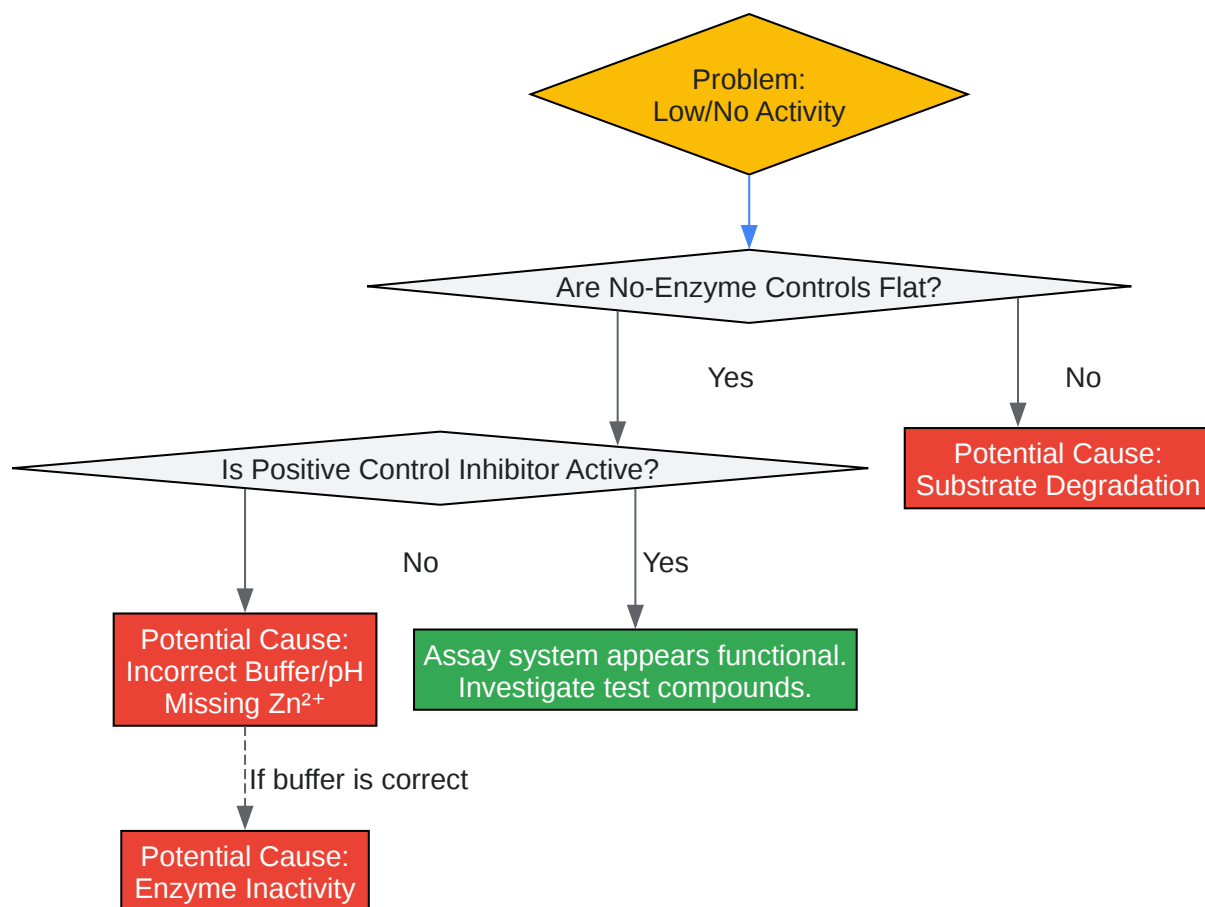 Problem:
Low/No Activity
Are No-Enzyme Controls Flat?
Yes
No
Is Positive Control Inhibitor Active?
Potential Cause:
Substrate Degradation
No
Yes
Potential Cause:
Incorrect Buffer/pH
Missing Zn²⁺
Assay system appears functional.
Investigate test compounds.
If buffer is correct
Potential Cause:
Enzyme Inactivity